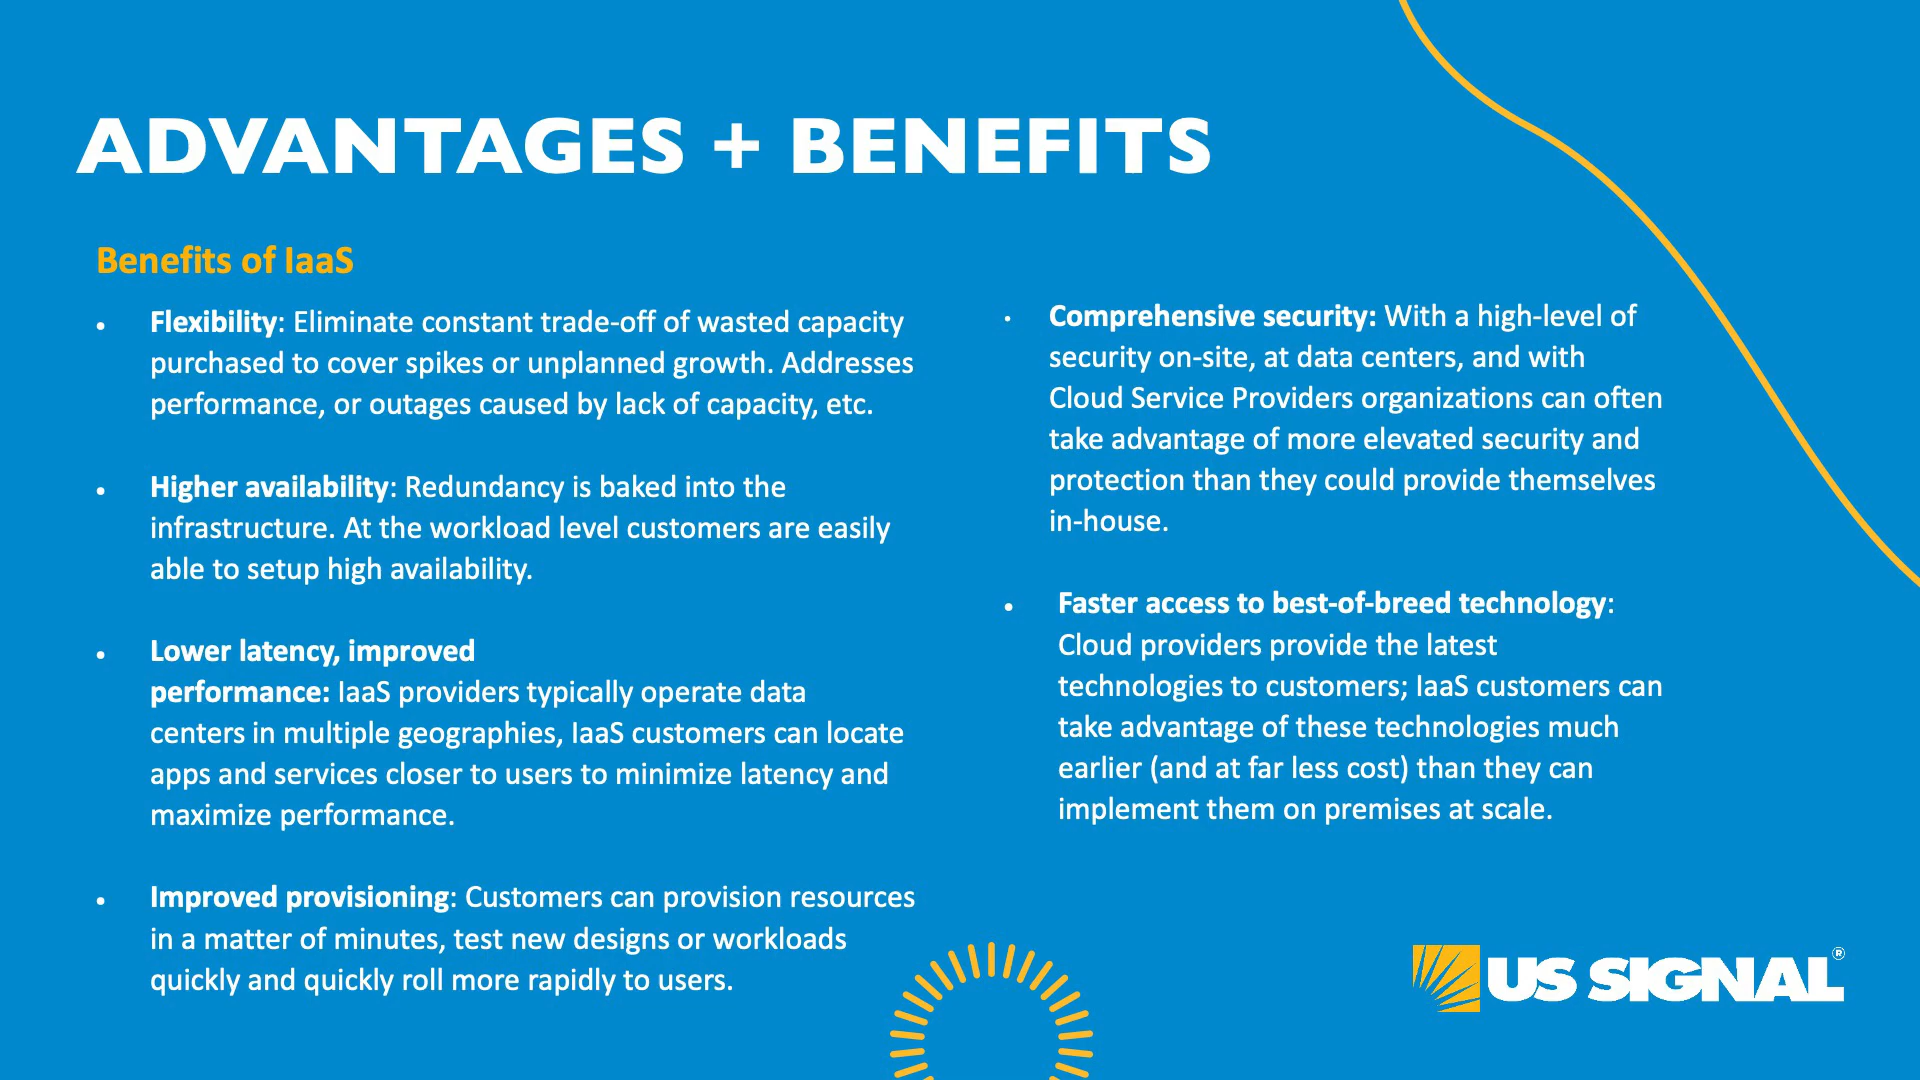 ADVANTAGES + BENEFITS
Benefits of IaaS
• Flexibility: Eliminate constant trade-off of wasted capacity
purchased to cover spikes or unplanned growth. Addresses
performance, or outages caused by lack of capacity, etc.
• Higher availability: Redundancy is baked into the
infrastructure. At the workload level customers are easily
able to setup high availability.
• Lower latency, improved
performance: IaaS providers typically operate data
centers in multiple geographies, IaaS customers can locate
apps and services closer to users to minimize latency and
maximize performance.
• Improved provisioning: Customers can provision resources
in a matter of minutes, test new designs or workloads
quickly and quickly roll more rapidly to users.
• Comprehensive security: With a high-level of
security on-site, at data centers, and with
Cloud Service Providers organizations can often
take advantage of more elevated security and
protection than they could provide themselves
in-house.
• Faster access to best-of-breed technology:
Cloud providers provide the latest
technologies to customers; IaaS customers can
take advantage of these technologies much
earlier (and at far less cost) than they can
implement them on premises at scale.
US SIGNAL®